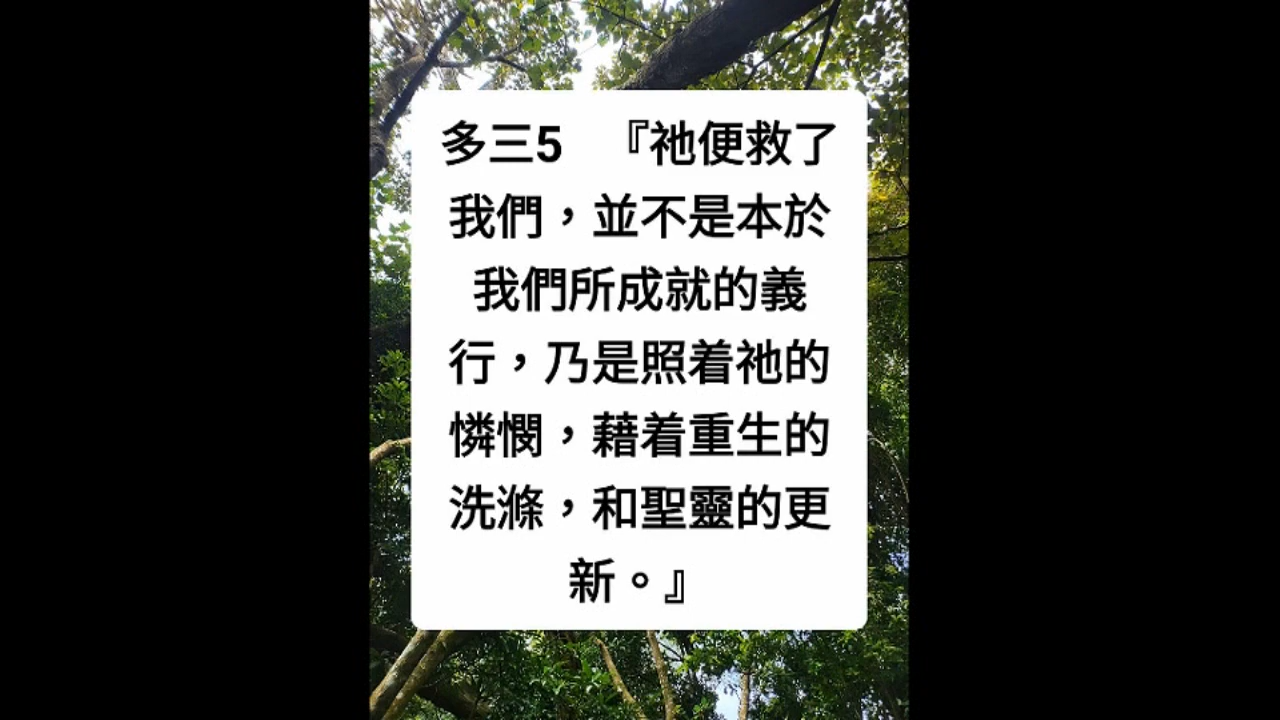 多三5　『祂便救了
我們，並不是本於
我們所成就的義
行，乃是照着祂的
憐憫，藉着重生的
洗滌，和聖靈的更
新。』